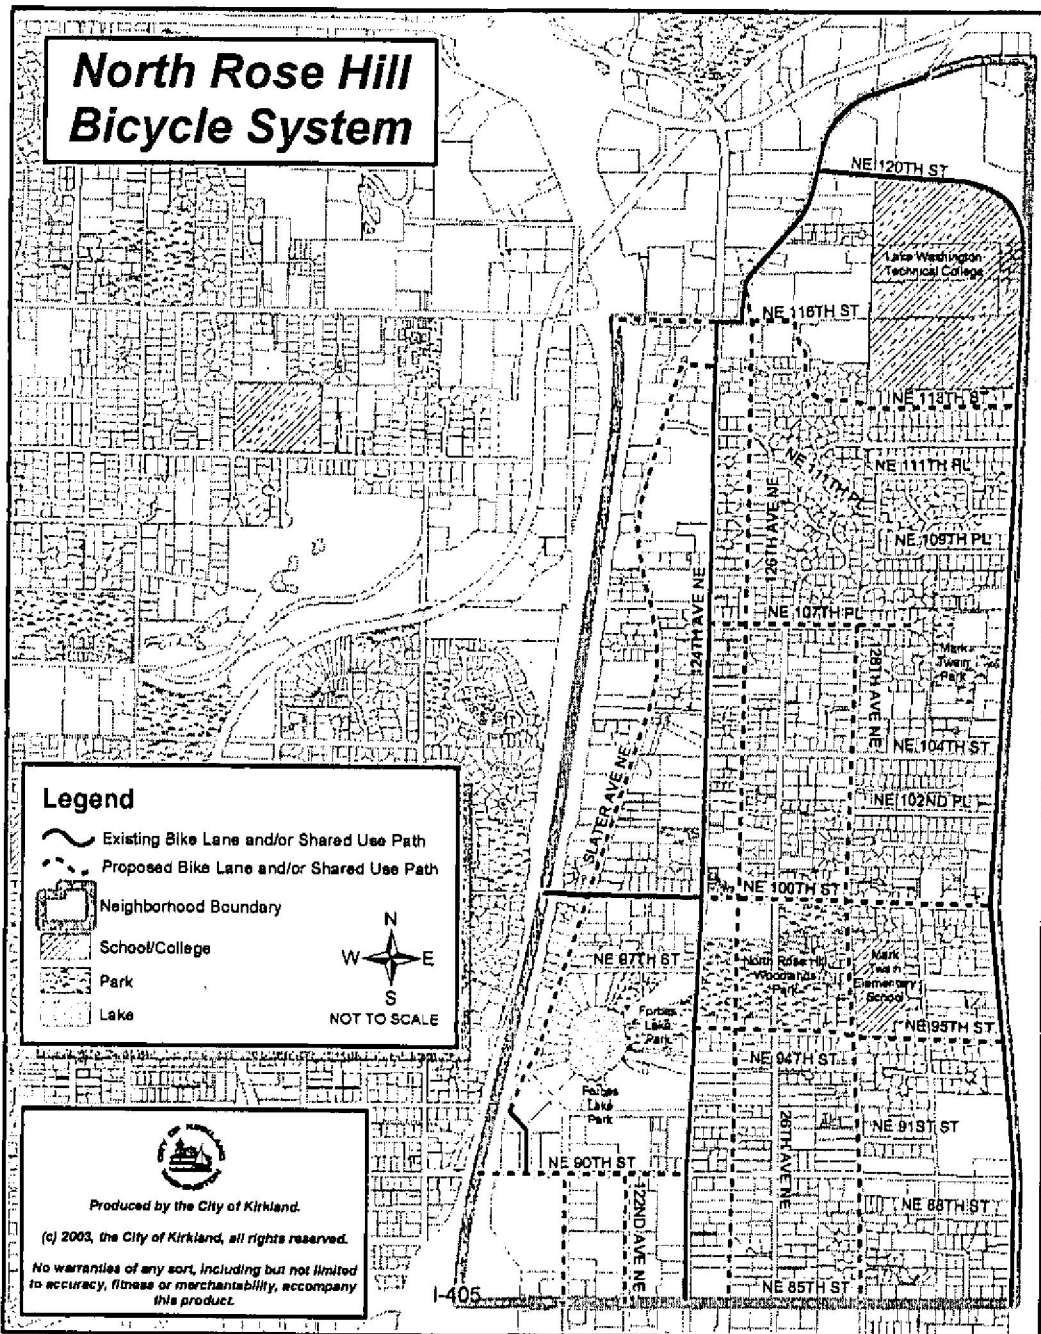 North Rose Hill
Bicycle System
NE 120TH ST
Lake Washington
Technical College
NE 116TH ST
NE 113TH ST
NE 111TH PL
NE 111TH PL
126TH AVE NE
NE 109TH PL
124TH AVE NE
NE 107TH PL
128TH AVE NE
Mark
Twain
Park
NE 104TH ST
Legend
Existing Bike Lane and/or Shared Use Path
Proposed Bike Lane and/or Shared Use Path
Neighborhood Boundary
School/College
Park
Lake
N
W E
S
NOT TO SCALE
SLATER AVE NE
NE 102ND PL
NE 100TH ST
NE 97TH ST
North Rose Hill
Woodlands
Park
Mark
Twain
Elementary
School
Forbes
Lake
Park
NE 95TH ST
NE 94TH ST
Forbes
Lake
Park
26TH AVE NE
NE 91ST ST
NE 90TH ST
122ND AVE NE
NE 88TH ST
NE 85TH ST
I-405
CITY OF KIRKLAND
WASHINGTON
Produced by the City of Kirkland.
(c) 2003, the City of Kirkland, all rights reserved.
No warranties of any sort, including but not limited
to accuracy, fitness or merchantability, accompany
this product.